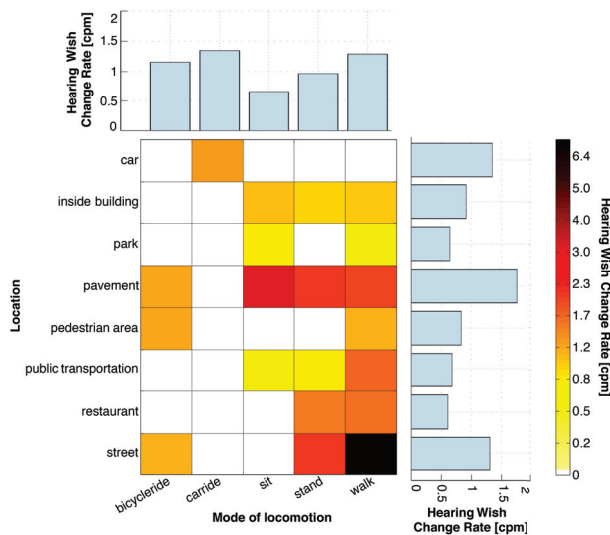 Hearing Wish
Change Rate [cpm]
2
1.5
1
0.5
0
Location
car
inside building
park
pavement
pedestrian area
public transportation
restaurant
street
bicycleride
carride
sit
stand
walk
Mode of locomotion
0
0.5
1
1.5
2
Hearing Wish
Change Rate [cpm]
6.4
5.0
4.0
3.0
2.3
1.7
1.2
0.8
0.5
0.2
0
Hearing Wish Change Rate [cpm]